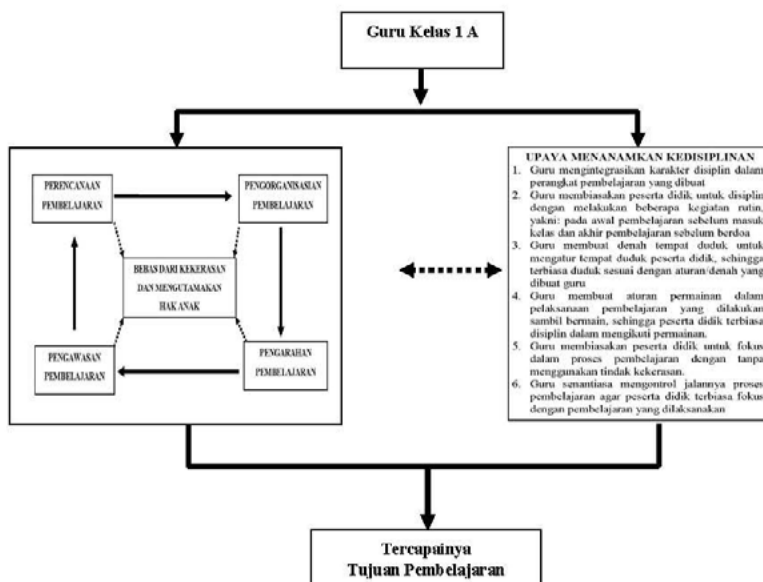 Guru Kelas 1 A
PERENCANAAN
PEMBELAJARAN
PENGORGANISASIAN
PEMBELAJARAN
BEBAS DARI KEKERASAN
DAN MENGUTAMAKAN
HAK ANAK
PENGAWASAN
PEMBELAJARAN
PENGARAHAN
PEMBELAJARAN
UPAYA MENANAMKAN KEDISIPLINAN
1. Guru mengintegrasikan karakter disiplin dalam
perangkat pembelajaran yang dibuat
2. Guru membiasakan peserta didik untuk disiplin
dengan melakukan beberapa kegiatan rutin,
yakni: pada awal pembelajaran sebelum masuk
kelas dan akhir pembelajaran sebelum berdoa
3. Guru membuat denah tempat duduk untuk
mengatur tempat duduk peserta didik, sehingga
terbiasa duduk sesuai dengan aturan/denah yang
dibuat guru
4. Guru membuat aturan permainan dalam
pelaksanaan pembelajaran yang dilakukan
sambil bermain, sehingga peserta didik terbiasa
disiplin dalam mengikuti permainan.
5. Guru membiasakan peserta didik untuk fokus
dalam proses pembelajaran dengan tanpa
menggunakan tindak kekerasan.
6. Guru senantiasa mengontrol jalannya proses
pembelajaran agar peserta didik terbiasa fokus
dengan pembelajaran yang dilaksanakan
Tercapainya
Tujuan Pembelajaran